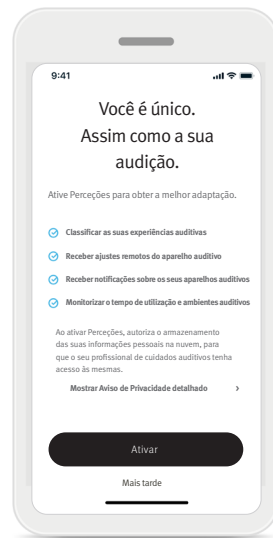 9:41
Você é único.
Assim como a sua
audição.
Ative Perceções para obter a melhor adaptação.
Classificar as suas experiências auditivas
Receber ajustes remotos do aparelho auditivo
Receber notificações sobre os seus aparelhos auditivos
Monitorizar o tempo de utilização e ambientes auditivos
Ao ativar Perceções, autoriza o armazenamento
das suas informações pessoais na nuvem, para
que o seu profissional de cuidados auditivos tenha
acesso às mesmas.
Mostrar Aviso de Privacidade detalhado
Ativar
Mais tarde